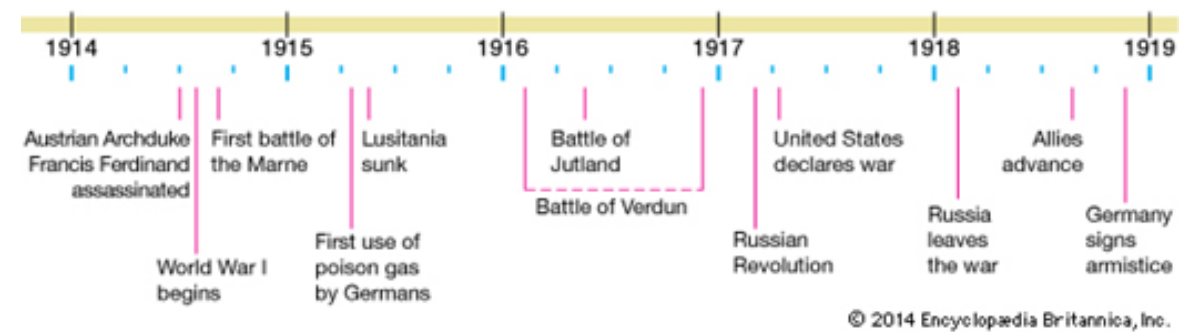 1914 1915 1916 1917 1918 1919
Austrian Archduke
Francis Ferdinand
assassinated
World War I
begins
First battle of
the Marne
First use of
poison gas
by Germans
Lusitania
sunk
Battle of
Jutland
Battle of Verdun
Russian
Revolution
United States
declares war
Russia
leaves
the war
Allies
advance
Germany
signs
armistice
© 2014 Encyclopædia Britannica, Inc.